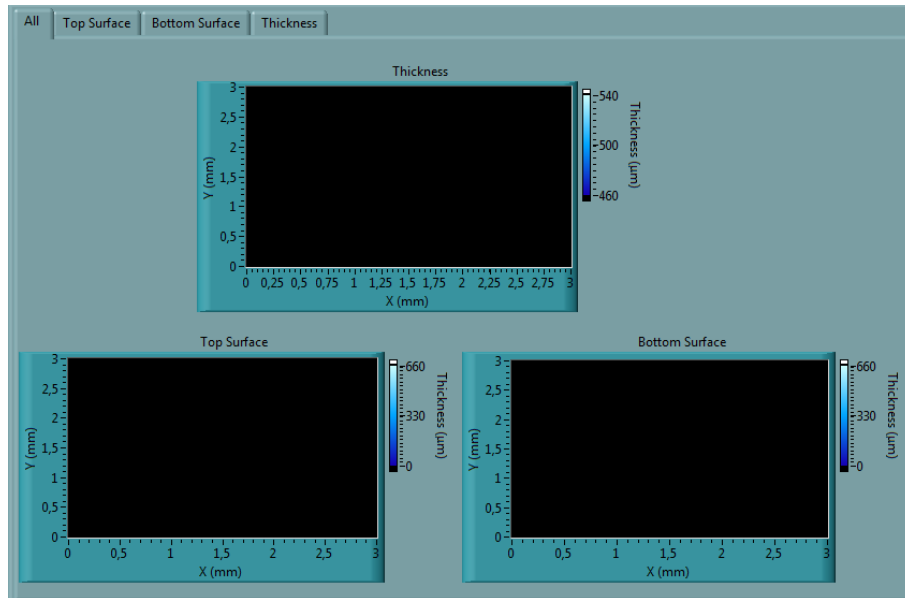 All Top Surface Bottom Surface Thickness
Thickness
3
2,5
2
1,5
1
0,5
0
Y (mm)
0 0,25 0,5 0,75 1 1,25 1,5 1,75 2 2,25 2,5 2,75 3
X (mm)
540
500
460
Thickness (µm)
Top Surface
3
2,5
2
1,5
1
0,5
0
Y (mm)
0 0,5 1 1,5 2 2,5 3
X (mm)
660
330
0
Thickness (µm)
Bottom Surface
3
2,5
2
1,5
1
0,5
0
Y (mm)
0 0,5 1 1,5 2 2,5 3
X (mm)
660
330
0
Thickness (µm)